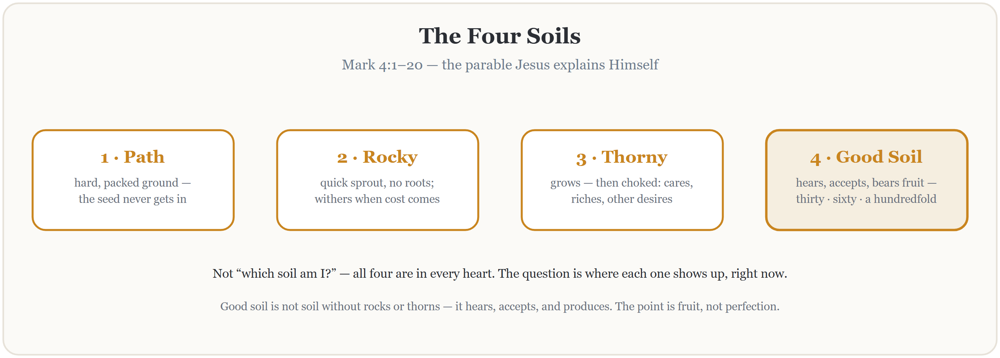 The Four Soils
Mark 4:1–20 — the parable Jesus explains Himself
1 · Path
hard, packed ground —
the seed never gets in
2 · Rocky
quick sprout, no roots;
withers when cost comes
3 · Thorny
grows — then choked: cares,
riches, other desires
4 · Good Soil
hears, accepts, bears fruit —
thirty · sixty · a hundredfold
Not “which soil am I?” — all four are in every heart. The question is where each one shows up, right now.
Good soil is not soil without rocks or thorns — it hears, accepts, and produces. The point is fruit, not perfection.